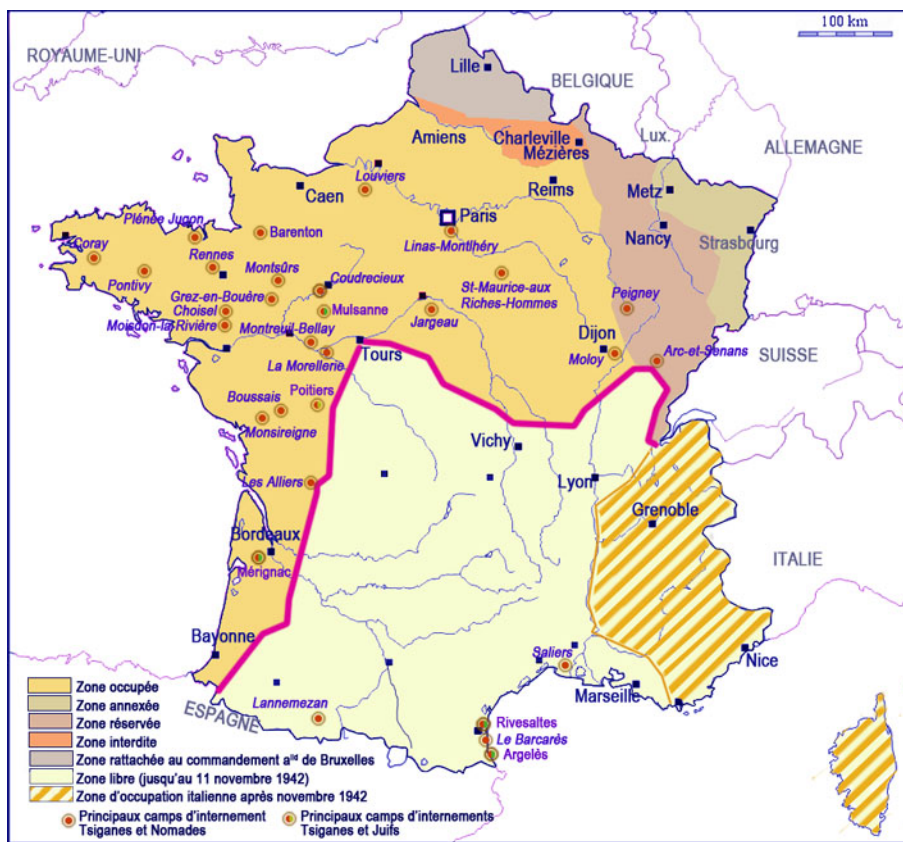 100 km
ROYAUME-UNI
Lille
BELGIQUE
Amiens
Charleville
Mézières
Lux.
ALLEMAGNE
Louviers
Caen
Reims
Metz
Plénée Jugon
Barenton
Paris
Linas-Montlhéry
Nancy
Strasbourg
Coray
Rennes
Pontivy
Montsûrs
Coudrecieux
St-Maurice-aux
Riches-Hommes
Grez-en-Bouère
Choisel
Mulsanne
Peigney
Moisdon-la-Rivière
Montreuil-Bellay
Jargeau
Dijon
La Morellerie
Tours
Moloy
Arc-et-Senans
SUISSE
Boussais
Poitiers
Monsireigne
Vichy
Les Alliers
Lyon
Grenoble
Bordeaux
Mérignac
ITALIE
Bayonne
Saliers
Nice
Marseille
Lannemezan
ESPAGNE
Rivesaltes
Le Barcarès
Argelès
Zone occupée
Zone annexée
Zone réservée
Zone interdite
Zone rattachée au commandement ald de Bruxelles
Zone libre (jusqu'au 11 novembre 1942)
Zone d'occupation italienne après novembre 1942
Principaux camps d'internement
Tsiganes et Nomades
Principaux camps d'internements
Tsiganes et Juifs